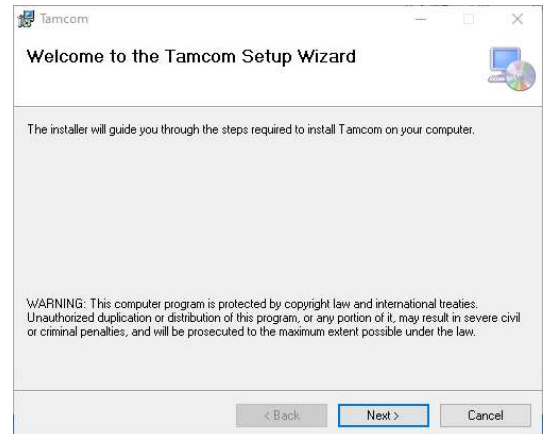 Tamcom
Welcome to the Tamcom Setup Wizard
The installer will guide you through the steps required to install Tamcom on your computer.
WARNING: This computer program is protected by copyright law and international treaties.
Unauthorized duplication or distribution of this program, or any portion of it, may result in severe civil
or criminal penalties, and will be prosecuted to the maximum extent possible under the law.
< Back
Next >
Cancel